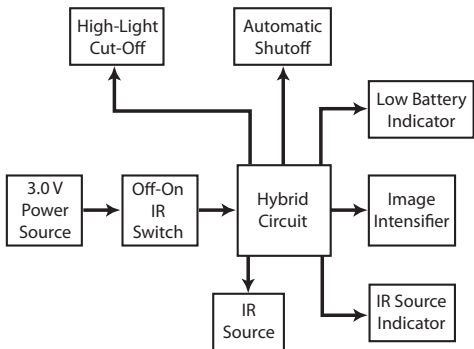 High-Light
Cut-Off
Automatic
Shutoff
Low Battery
Indicator
3.0 V
Power
Source
Off-On
IR
Switch
Hybrid
Circuit
Image
Intensifier
IR
Source
IR Source
Indicator